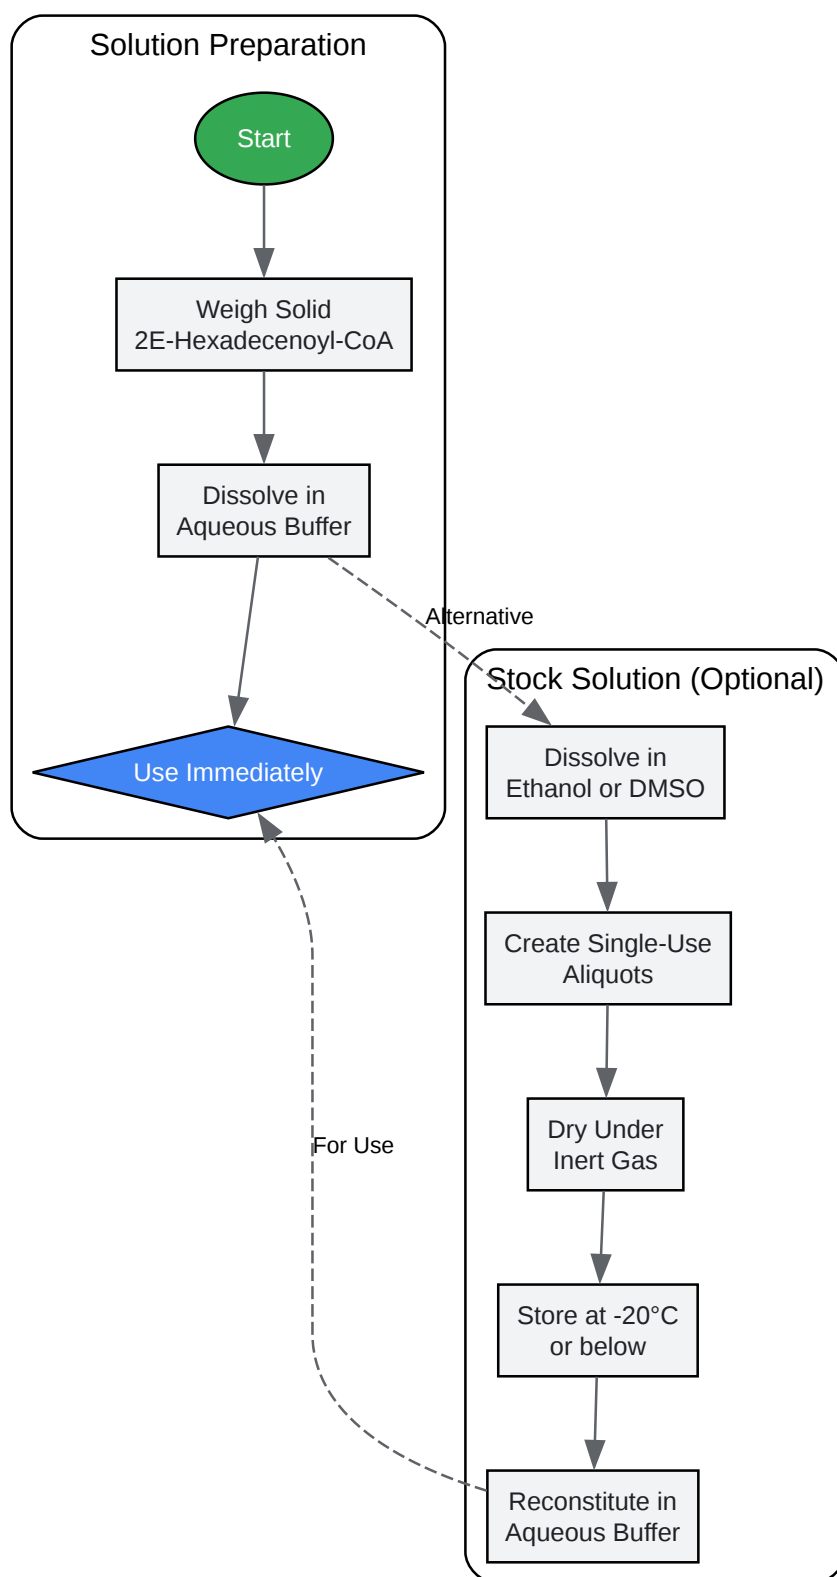 Solution Preparation
Start
Weigh Solid
2E-Hexadecenoyl-CoA
Dissolve in
Aqueous Buffer
Alternative
Use Immediately
Stock Solution (Optional)
Dissolve in
Ethanol or DMSO
Create Single-Use
Aliquots
Dry Under
Inert Gas
For Use
Store at -20°C
or below
Reconstitute in
Aqueous Buffer